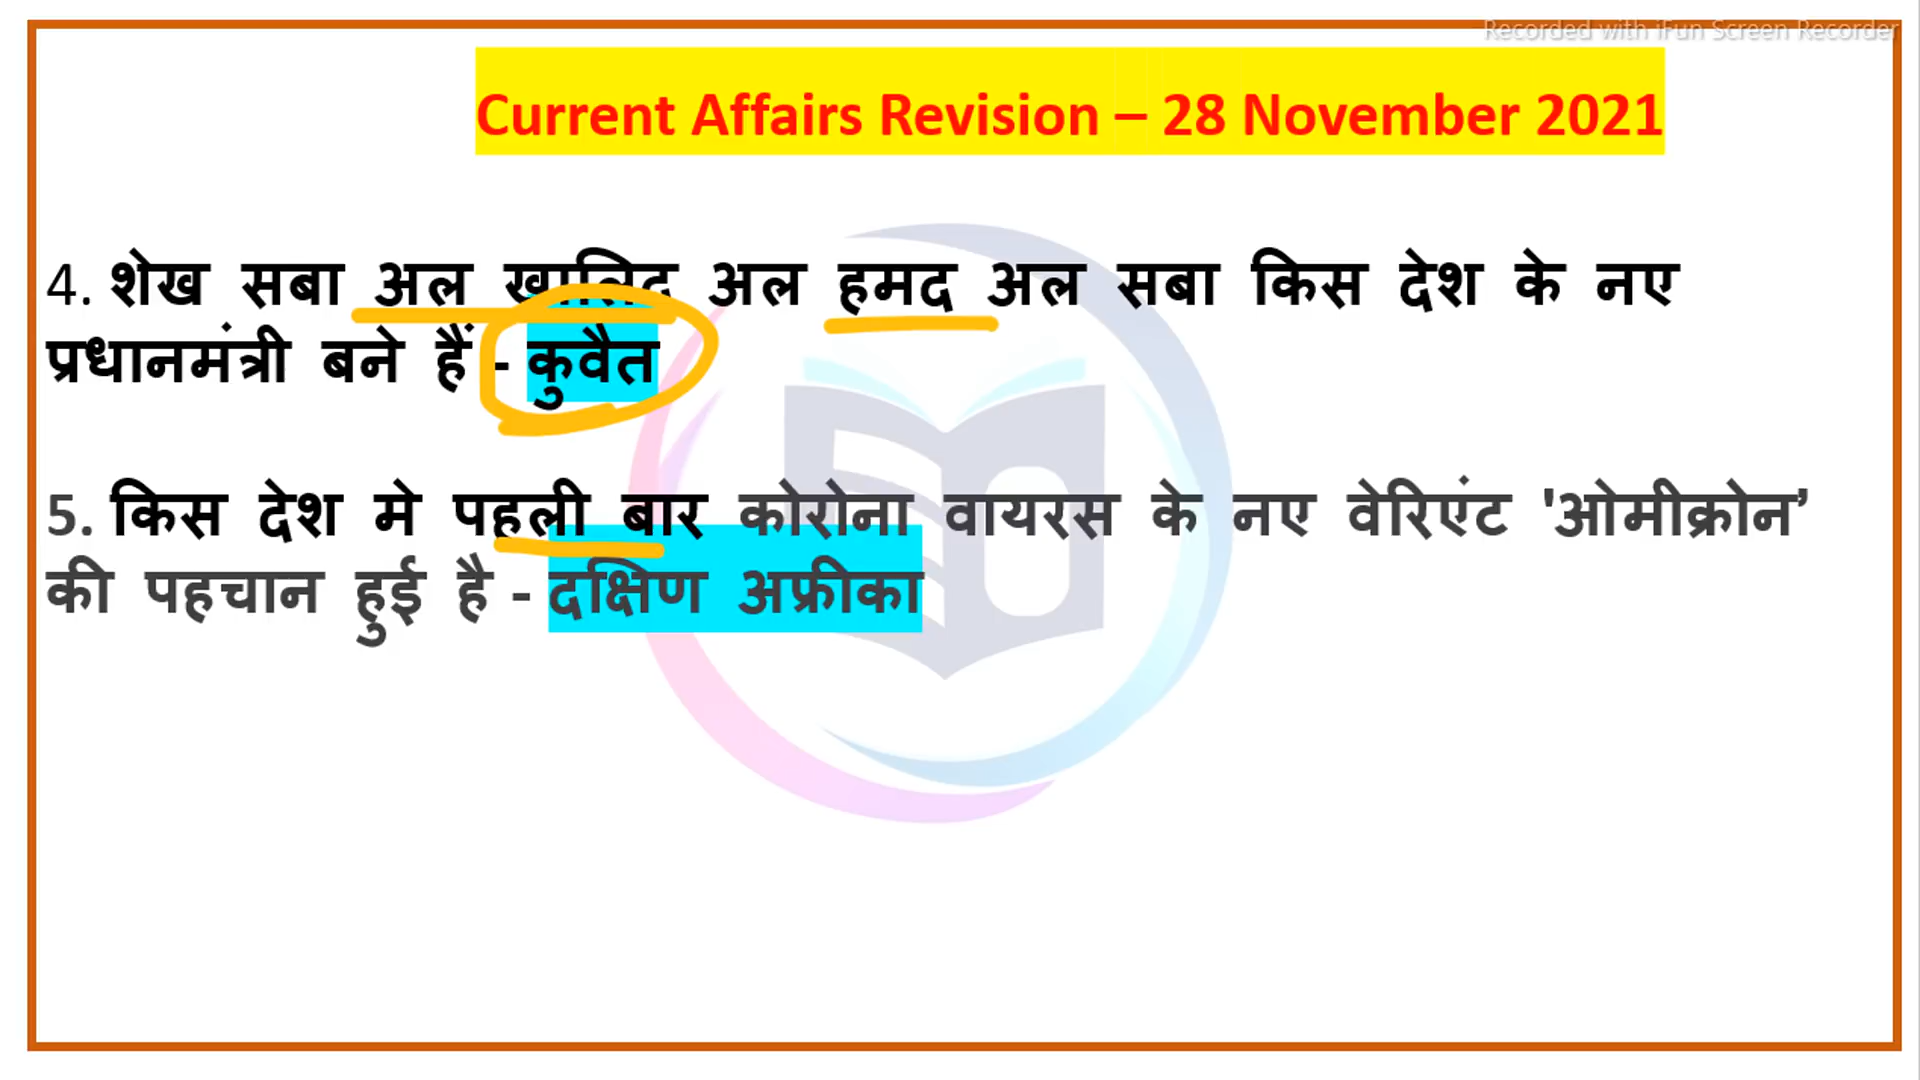 Recorded with iFun Screen Recorder
Current Affairs Revision – 28 November 2021
4. शेख सबा अल खालिद अल हमद अल सबा किस देश के नए
प्रधानमंत्री बने हैं - कुवैत
5. किस देश मे पहली बार कोरोना वायरस के नए वेरिएंट 'ओमीक्रोन’
की पहचान हुई है - दक्षिण अफ्रीका